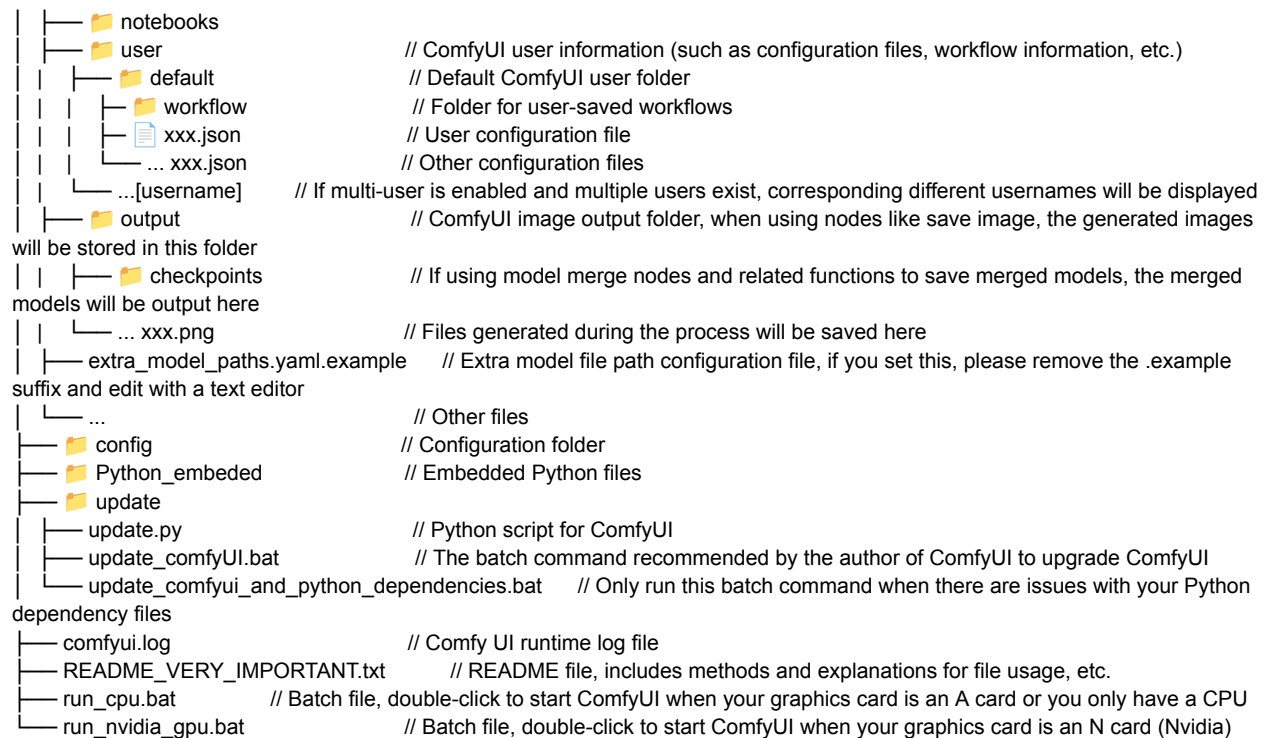 │ ├── 📁 notebooks
│ ├── 📁 user // ComfyUI user information (such as configuration files, workflow information, etc.)
│ | ├── 📁 default // Default ComfyUI user folder
│ | | ├─ 📁 workflow // Folder for user-saved workflows
│ | | ├─ 📄 xxx.json // User configuration file
│ | | └── ... xxx.json // Other configuration files
│ | └── ...[username] // If multi-user is enabled and multiple users exist, corresponding different usernames will be displayed
│ ├── 📁 output // ComfyUI image output folder, when using nodes like save image, the generated images
will be stored in this folder
│ | ├── 📁 checkpoints // If using model merge nodes and related functions to save merged models, the merged
models will be output here
│ | └── ... xxx.png // Files generated during the process will be saved here
│ ├── extra_model_paths.yaml.example // Extra model file path configuration file, if you set this, please remove the .example
suffix and edit with a text editor
│ └── ... // Other files
├── 📁 config // Configuration folder
├── 📁 Python_embeded // Embedded Python files
├── 📁 update
│ ├── update.py // Python script for ComfyUI
│ ├── update_comfyUI.bat // The batch command recommended by the author of ComfyUI to upgrade ComfyUI
│ └── update_comfyui_and_python_dependencies.bat // Only run this batch command when there are issues with your Python
dependency files
├── comfyui.log // Comfy UI runtime log file
├── README_VERY_IMPORTANT.txt // README file, includes methods and explanations for file usage, etc.
├── run_cpu.bat // Batch file, double-click to start ComfyUI when your graphics card is an A card or you only have a CPU
└── run_nvidia_gpu.bat // Batch file, double-click to start ComfyUI when your graphics card is an N card (Nvidia)